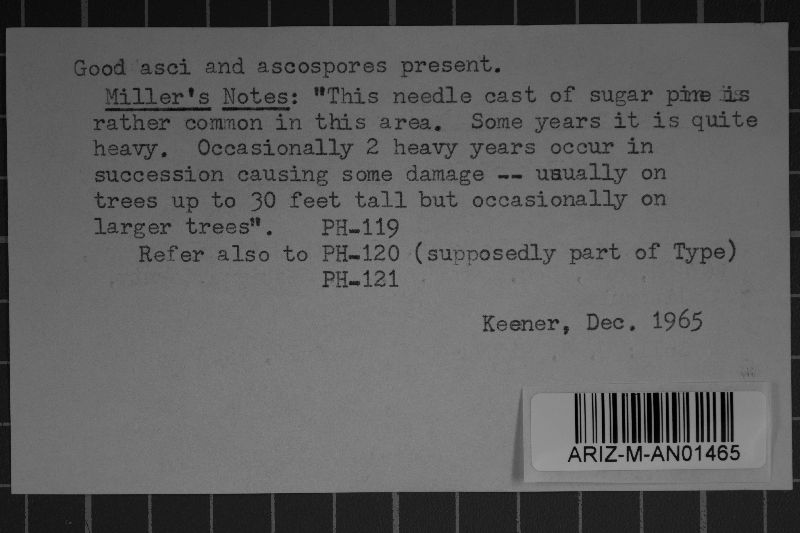 Good asci and ascospores present.
Miller's Notes: "This needle cast of sugar pine is
rather common in this area. Some years it is quite
heavy. Occasionally 2 heavy years occur in
succession causing some damage -- usually on
trees up to 30 feet tall but occasionally on
larger trees". PH-119
Refer also to PH-120 (supposedly part of Type)
PH-121
Keener, Dec. 1965
ARIZ-M-AN01465